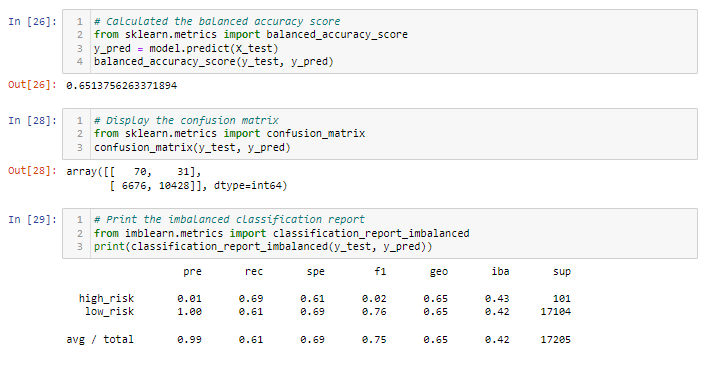 In [26]: 1 # Calculated the balanced accuracy score
2 from sklearn.metrics import balanced_accuracy_score
3 y_pred = model.predict(X_test)
4 balanced_accuracy_score(y_test, y_pred)
Out[26]: 0.6513756263371894
In [28]: 1 # Display the confusion matrix
2 from sklearn.metrics import confusion_matrix
3 confusion_matrix(y_test, y_pred)
Out[28]: array([[ 70, 31],
[ 6676, 10428]], dtype=int64)
In [29]: 1 # Print the imbalanced classification report
2 from imblearn.metrics import classification_report_imbalanced
3 print(classification_report_imbalanced(y_test, y_pred))
pre rec spe f1 geo iba sup
high_risk 0.01 0.69 0.61 0.02 0.65 0.43 101
low_risk 1.00 0.61 0.69 0.76 0.65 0.42 17104
avg / total 0.99 0.61 0.69 0.75 0.65 0.42 17205